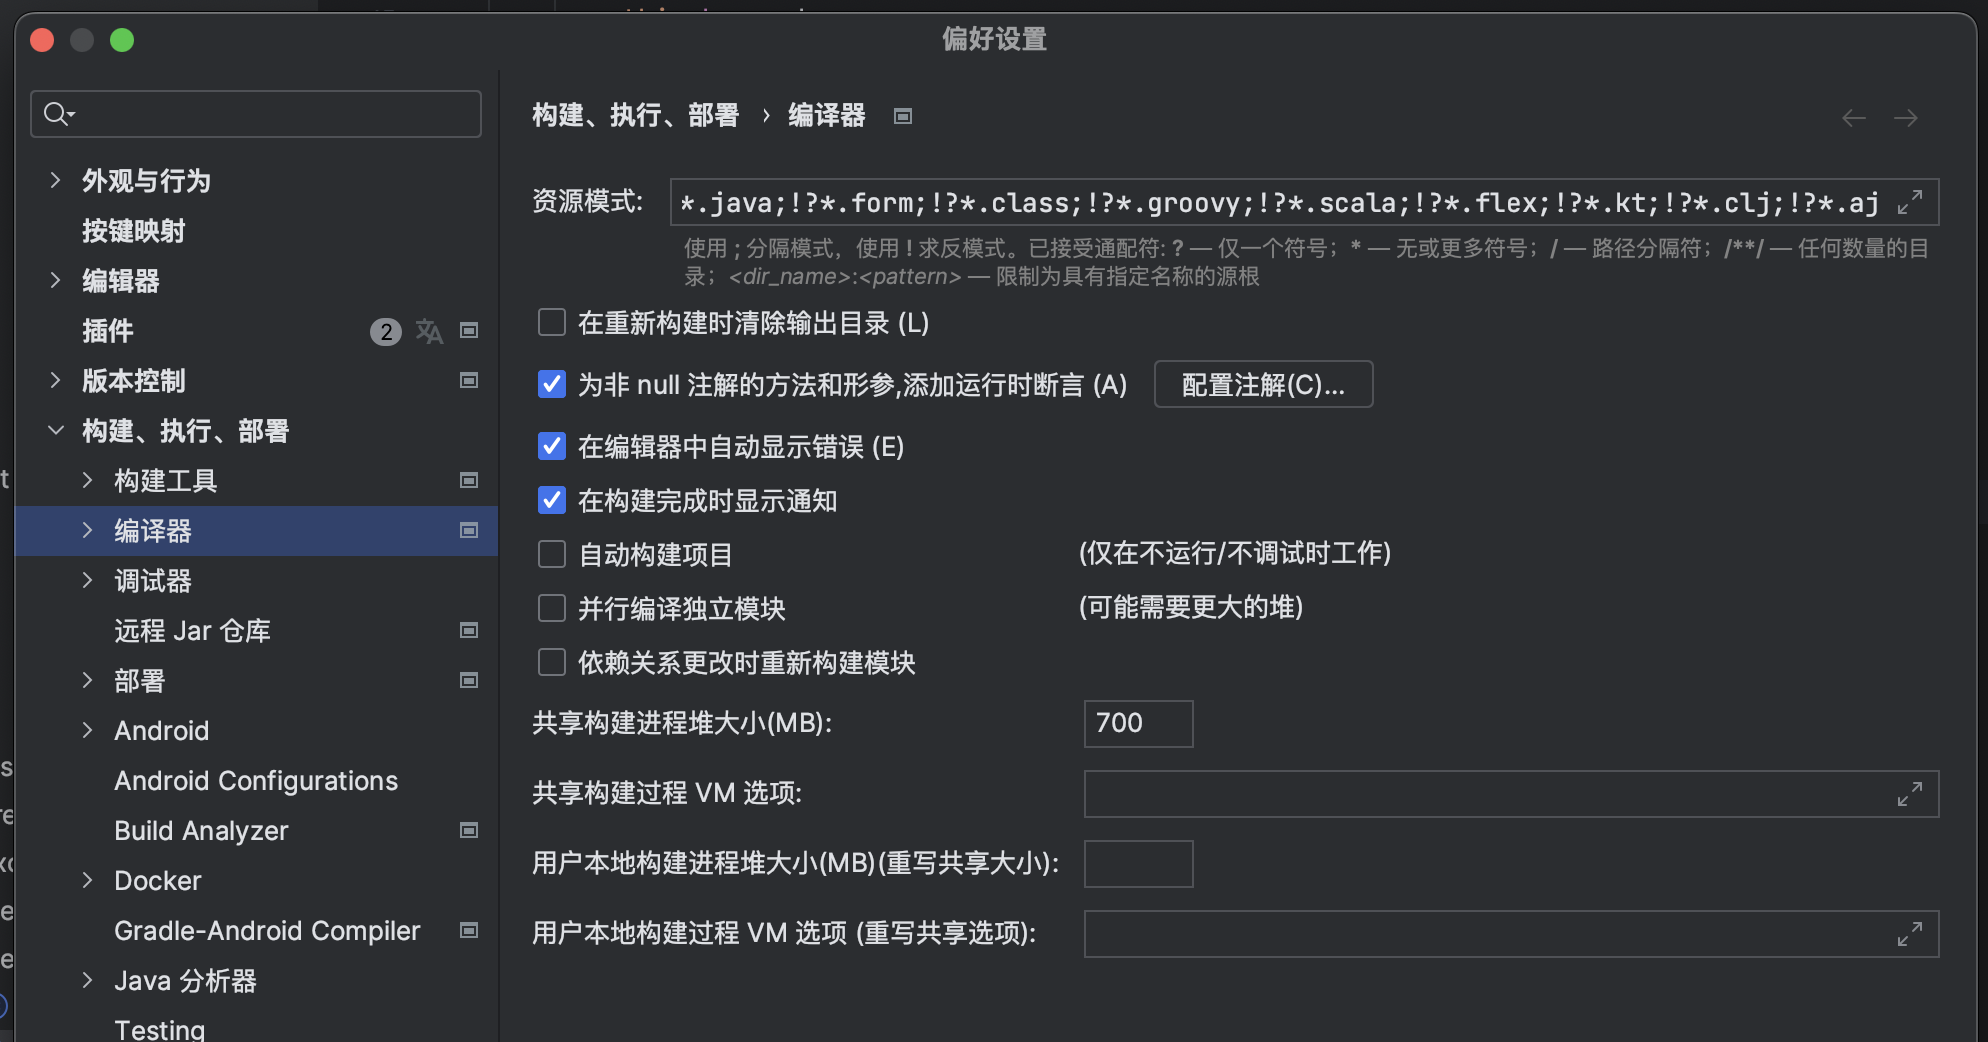 偏好设置
外观与行为
按键映射
编辑器
插件 2
版本控制
构建、执行、部署
构建工具
编译器
调试器
远程 Jar 仓库
部署
Android
Android Configurations
Build Analyzer
Docker
Gradle-Android Compiler
Java 分析器
Testing
构建、执行、部署 › 编译器
资源模式: *.java;!?*.form;!?*.class;!?*.groovy;!?*.scala;!?*.flex;!?*.kt;!?*.clj;!?*.aj
使用 ; 分隔模式，使用 ! 求反模式。已接受通配符: ? — 仅一个符号；* — 无或更多符号；/ — 路径分隔符；/**/ — 任何数量的目
录；<dir_name>:<pattern> — 限制为具有指定名称的源根
在重新构建时清除输出目录 (L)
为非 null 注解的方法和形参,添加运行时断言 (A) 配置注解(C)...
在编辑器中自动显示错误 (E)
在构建完成时显示通知
自动构建项目 (仅在不运行/不调试时工作)
并行编译独立模块 (可能需要更大的堆)
依赖关系更改时重新构建模块
共享构建进程堆大小(MB): 700
共享构建过程 VM 选项:
用户本地构建进程堆大小(MB)(重写共享大小):
用户本地构建过程 VM 选项 (重写共享选项):